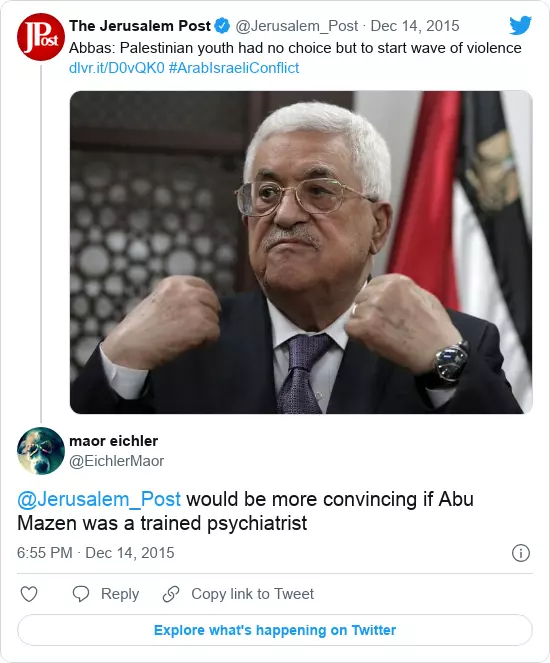 JPost
The Jerusalem Post @Jerusalem_Post · Dec 14, 2015
Abbas: Palestinian youth had no choice but to start wave of violence
dlvr.it/D0vQK0 #ArabIsraeliConflict
maor eichler
@EichlerMaor
@Jerusalem_Post would be more convincing if Abu
Mazen was a trained psychiatrist
6:55 PM · Dec 14, 2015
Reply
Copy link to Tweet
Explore what's happening on Twitter